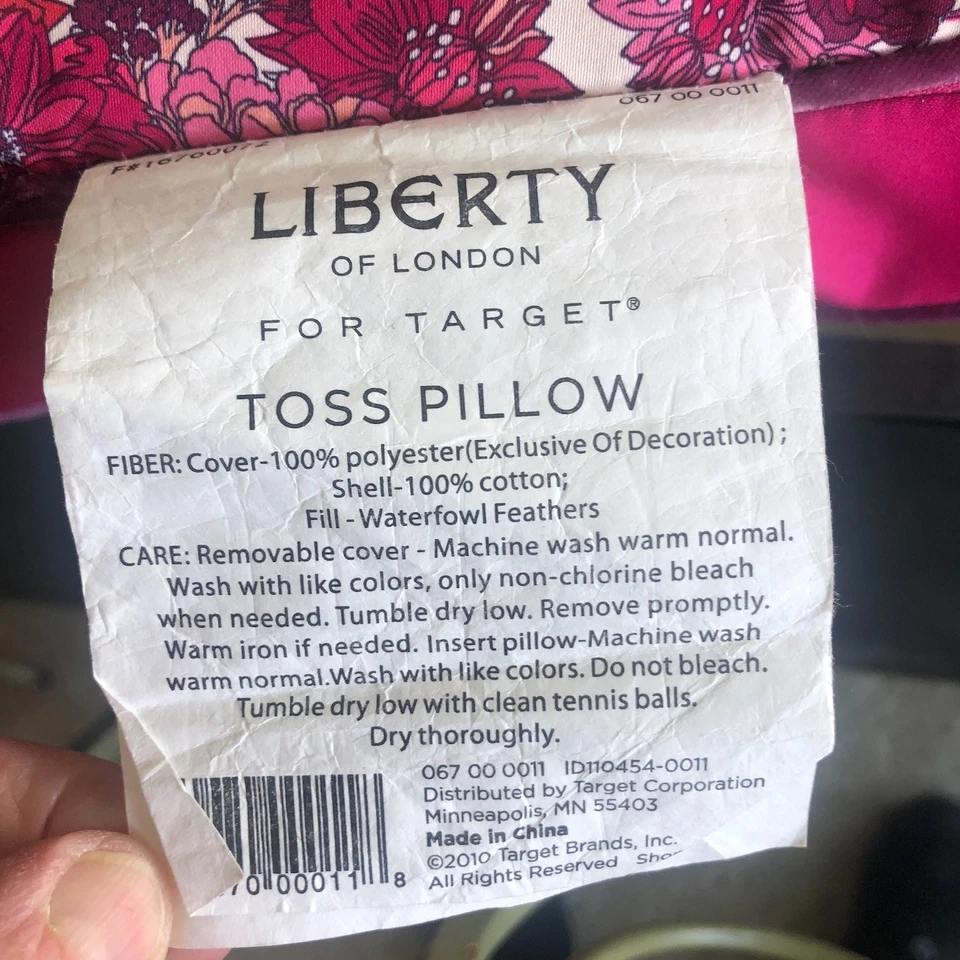 067 00 0011
F#16760072
LIBERTY
OF LONDON
FOR TARGET®
TOSS PILLOW
FIBER: Cover-100% polyester(Exclusive Of Decoration) ;
Shell-100% cotton;
Fill - Waterfowl Feathers
CARE: Removable cover - Machine wash warm normal.
Wash with like colors, only non-chlorine bleach
when needed. Tumble dry low. Remove promptly.
Warm iron if needed. Insert pillow-Machine wash
warm normal.Wash with like colors. Do not bleach.
Tumble dry low with clean tennis balls.
Dry thoroughly.
067 00 0011 ID110454-0011
Distributed by Target Corporation
Minneapolis, MN 55403
Made in China
©2010 Target Brands, Inc.
All Rights Reserved
70 00011 8